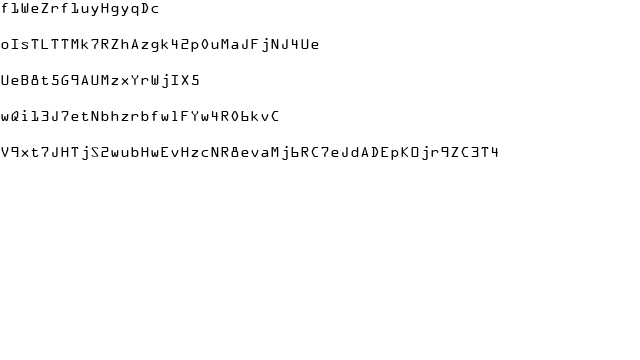 f1WeZrf1uyHgyqDc
oIsTLTTMk7RZhAzgk42p0uMaJFjNJ4Ue
UeB8t5G9AUMzxYrWjIX5
wQi13J7etNbhzrbfw1FYw4R06kvC
V9xt7JHTjS2wubHwEvHzcNR8evaMj6RC7eJdADEpKOjr9ZC3T4